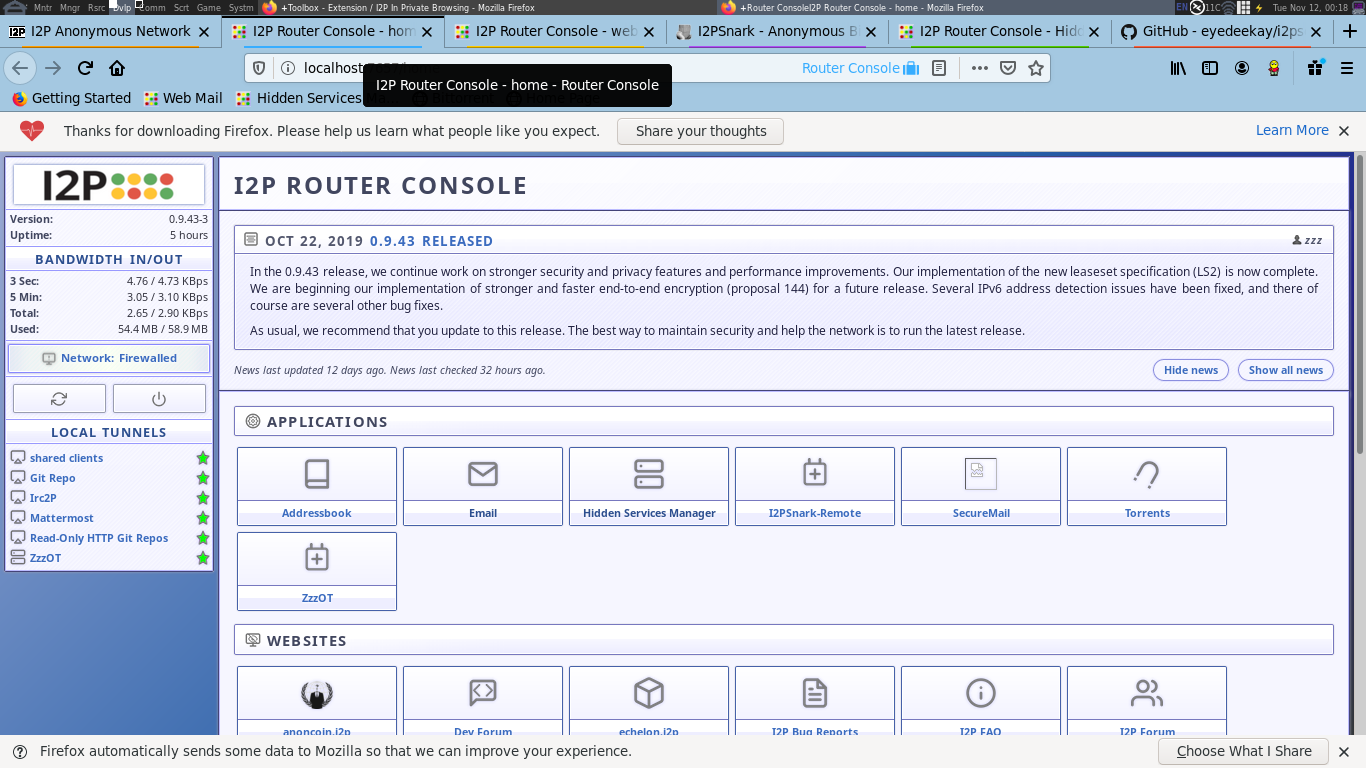 Mntr Mngr Rsrc Dvlp Comm Scrt Game Systm
+Toolbox - Extension / I2P In Private Browsing - Mozilla Firefox
+Router ConsoleI2P Router Console - home - Mozilla Firefox
EN 11C Tue Nov 12, 00:18
I2P I2P Anonymous Network
I2P Router Console - hom
I2P Router Console - web
I2PSnark - Anonymous B
I2P Router Console - Hid
GitHub - eyedeekay/i2ps
localhost
Router Console
I2P Router Console - home - Router Console
Getting Started Web Mail Hidden Services
Thanks for downloading Firefox. Please help us learn what people like you expect. Share your thoughts Learn More
I2P
Version: 0.9.43-3
Uptime: 5 hours
BANDWIDTH IN/OUT
3 Sec: 4.76 / 4.73 KBps
5 Min: 3.05 / 3.10 KBps
Total: 2.65 / 2.90 KBps
Used: 54.4 MB / 58.9 MB
Network: Firewalled
LOCAL TUNNELS
shared clients
Git Repo
Irc2P
Mattermost
Read-Only HTTP Git Repos
ZzzOT
I2P ROUTER CONSOLE
OCT 22, 2019 0.9.43 RELEASED zzz
In the 0.9.43 release, we continue work on stronger security and privacy features and performance improvements. Our implementation of the new leaseset specification (LS2) is now complete.
We are beginning our implementation of stronger and faster end-to-end encryption (proposal 144) for a future release. Several IPv6 address detection issues have been fixed, and there of
course are several other bug fixes.
As usual, we recommend that you update to this release. The best way to maintain security and help the network is to run the latest release.
News last updated 12 days ago. News last checked 32 hours ago. Hide news Show all news
APPLICATIONS
Addressbook Email Hidden Services Manager I2PSnark-Remote SecureMail Torrents
ZzzOT
WEBSITES
anoncoin.i2p Dev Forum echelon.i2p I2P Bug Reports I2P FAQ I2P Forum
Firefox automatically sends some data to Mozilla so that we can improve your experience. Choose What I Share